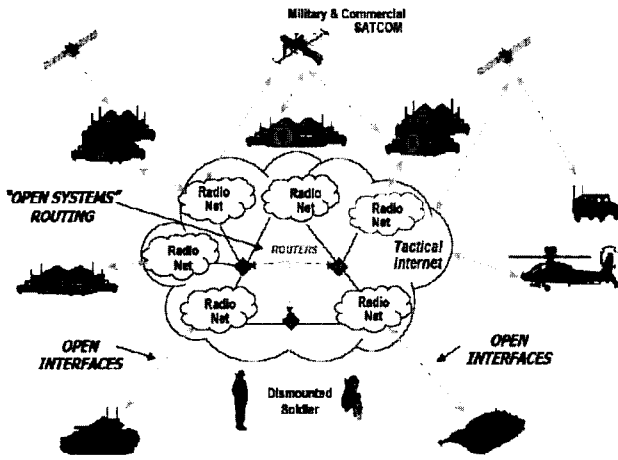 Military & Commercial
SATCOM
"OPEN SYSTEMS"
ROUTING
Radio
Net
Radio
Net
Radio
Net
Radio
Net
ROUTERS
Tactical
Internet
Radio
Net
Radio
Net
OPEN
INTERFACES
OPEN
INTERFACES
Dismounted
Soldier